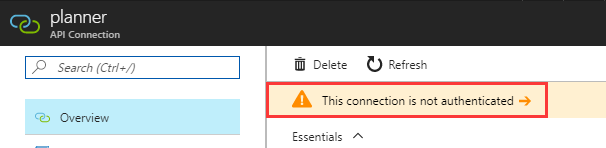 planner
API Connection
Search (Ctrl+/)
Delete Refresh
This connection is not authenticated →
Overview
Essentials